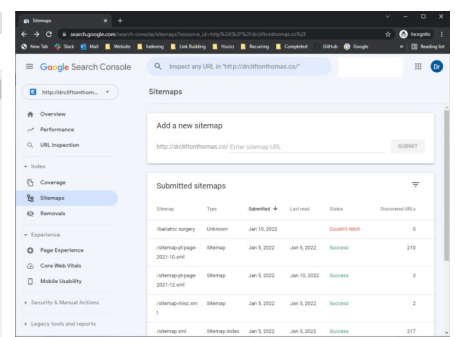 Sitemaps
search.google.com/search-console/sitemaps?resource_id=http%3A%2F%2Fdrcliftonthomas.co%2F
Incognito
New Tab Slack Mail Website Indexing Link Building Hoxio Recurring Completed GitHub Google Reading list
Google Search Console
Inspect any URL in "http://drcliftonthomas.co/"
Dr
http://drcliftonthom...
Sitemaps
Overview
Performance
URL inspection
Index
Coverage
Sitemaps
Removals
Experience
Page Experience
Core Web Vitals
Mobile Usability
Security & Manual Actions
Legacy tools and reports
Add a new sitemap
http://drcliftonthomas.co/ Enter sitemap URL
SUBMIT
Submitted sitemaps
Sitemap Type Submitted Last read Status Discovered URLs
/bariatric surgery Unknown Jan 10, 2022 Couldn't fetch 0
/sitemap-pt-page-
2021-10.xml Sitemap Jan 5, 2022 Jan 5, 2022 Success 210
/sitemap-pt-page-
2021-12.xml Sitemap Jan 5, 2022 Jan 10, 2022 Success 3
/sitemap-misc.xm
l Sitemap Jan 5, 2022 Jan 5, 2022 Success 2
/sitemap.xml Sitemap index Jan 5, 2022 Jan 5, 2022 Success 217